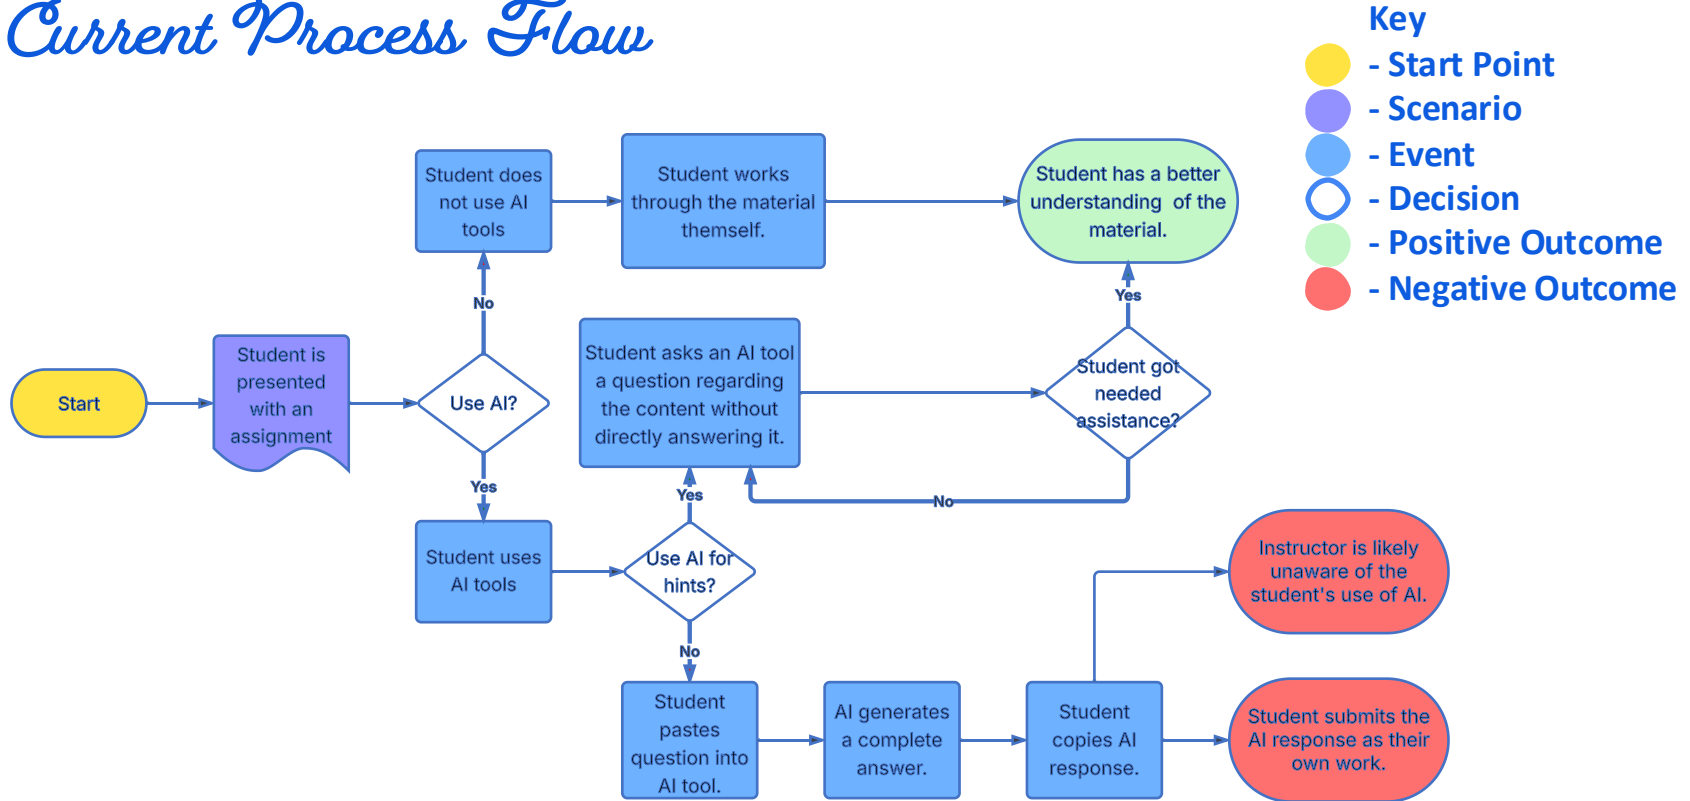 Current Process Flow
Key
- Start Point
- Scenario
- Event
- Decision
- Positive Outcome
- Negative Outcome
Student does
not use AI
tools
Student works
through the material
themself.
Student has a better
understanding of the
material.
No
Yes
Start
Student is
presented
with an
assignment
Use AI?
Student asks an AI tool
a question regarding
the content without
directly answering it.
Student got
needed
assistance?
Yes
Yes
No
Student uses
AI tools
Use AI for
hints?
Instructor is likely
unaware of the
student's use of AI.
No
Student
pastes
question into
AI tool.
AI generates
a complete
answer.
Student
copies AI
response.
Student submits the
AI response as their
own work.